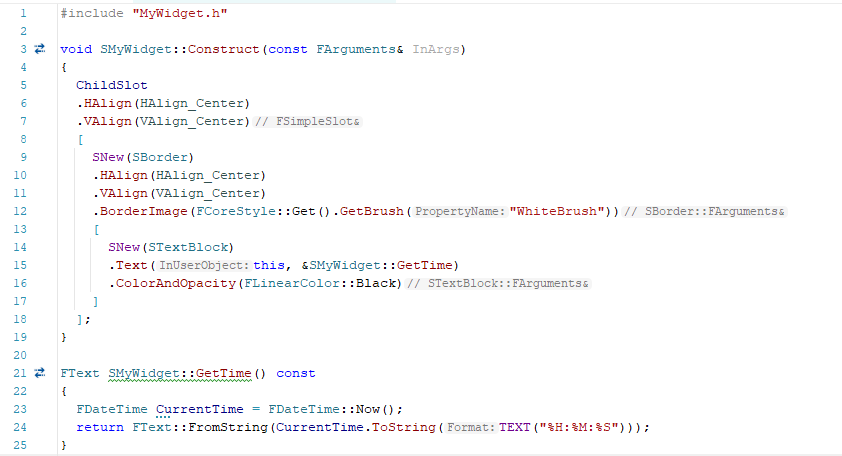 1 #include "MyWidget.h"
2
3 void SMyWidget::Construct(const FArguments& InArgs)
4 {
5 ChildSlot
6 .HAlign(HAlign_Center)
7 .VAlign(VAlign_Center) // FSimpleSlot&
8 [
9 SNew(SBorder)
10 .HAlign(HAlign_Center)
11 .VAlign(VAlign_Center)
12 .BorderImage(FCoreStyle::Get().GetBrush( PropertyName: "WhiteBrush")) // SBorder::FArguments&
13 [
14 SNew(STextBlock)
15 .Text( InUserObject: this, &SMyWidget::GetTime)
16 .ColorAndOpacity(FLinearColor::Black) // STextBlock::FArguments&
17 ]
18 ];
19 }
20
21 FText SMyWidget::GetTime() const
22 {
23 FDateTime CurrentTime = FDateTime::Now();
24 return FText::FromString(CurrentTime.ToString( Format: TEXT("%H:%M:%S")));
25 }